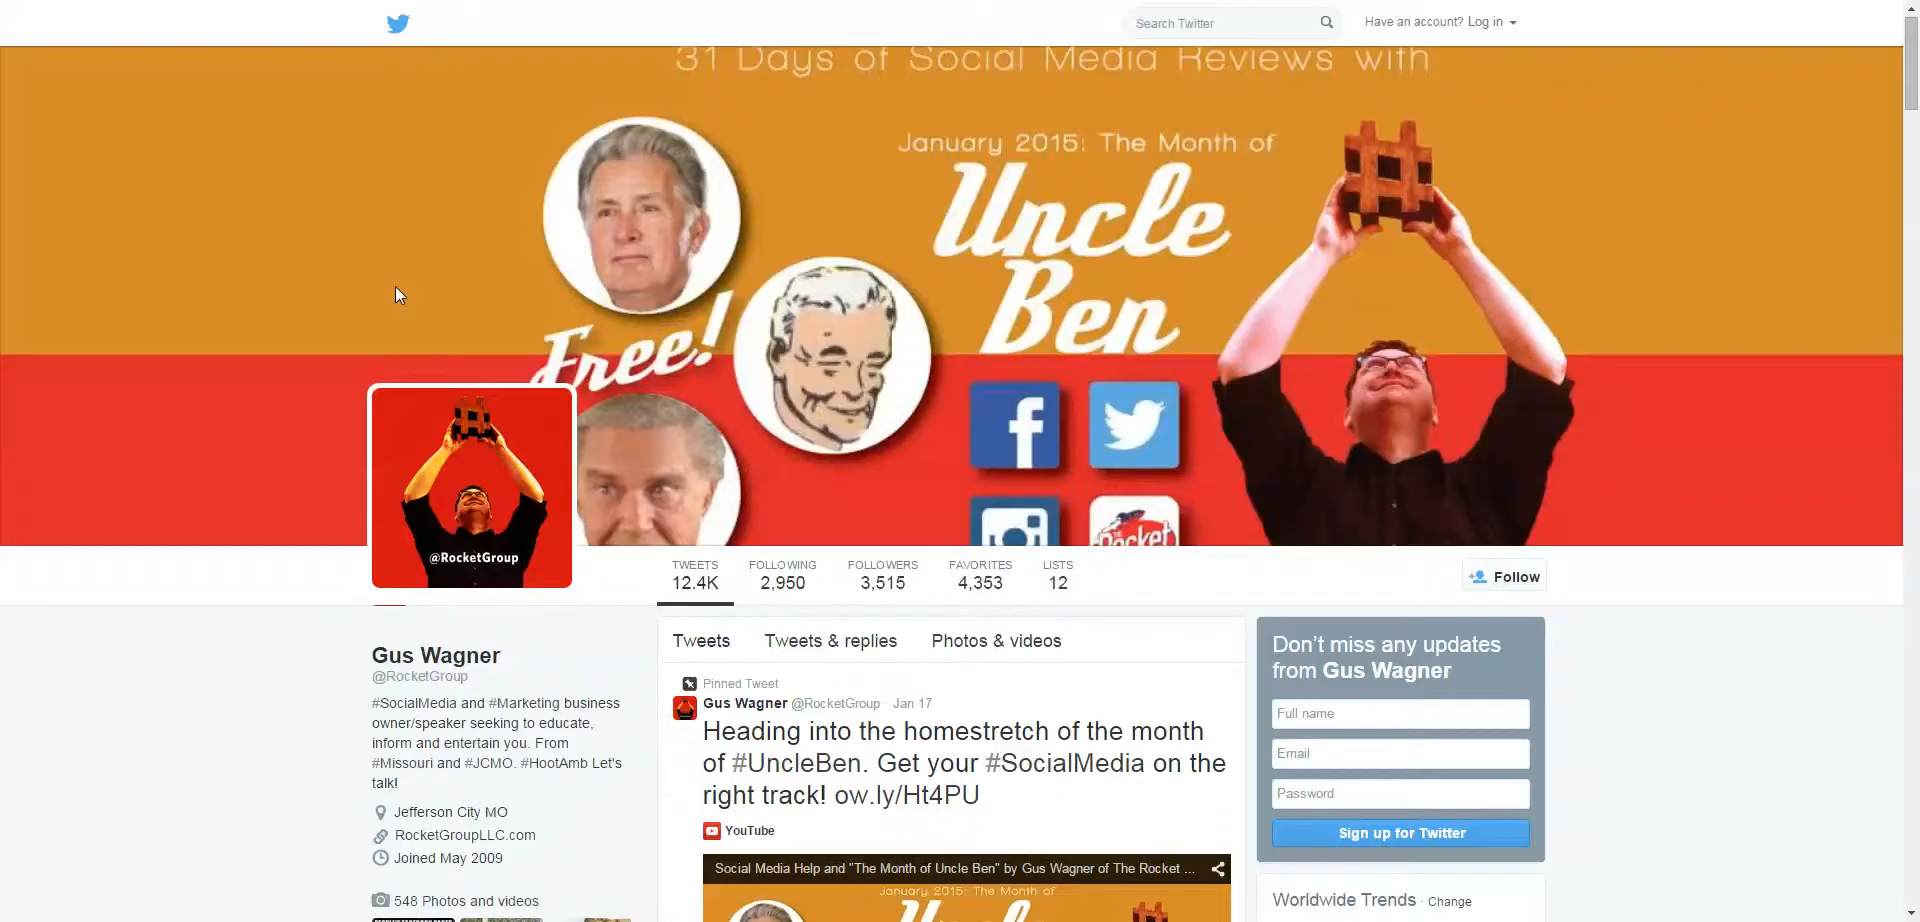 Search Twitter
Have an account? Log in
31 Days of Social Media Reviews with
January 2015: The Month of
Uncle
Ben
Free!
f
THE
Rocket
@RocketGroup
TWEETS
12.4K
FOLLOWING
2,950
FOLLOWERS
3,515
FAVORITES
4,353
LISTS
12
Follow
Gus Wagner
@RocketGroup
#SocialMedia and #Marketing business
owner/speaker seeking to educate,
inform and entertain you. From
#Missouri and #JCMO. #HootAmb Let's
talk!
Jefferson City MO
RocketGroupLLC.com
Joined May 2009
548 Photos and videos
Tweets
Tweets & replies
Photos & videos
Pinned Tweet
Gus Wagner @RocketGroup · Jan 17
Heading into the homestretch of the month
of #UncleBen. Get your #SocialMedia on the
right track! ow.ly/Ht4PU
YouTube
Social Media Help and "The Month of Uncle Ben" by Gus Wagner of The Rocket ...
January 2015: The Month of
Uncle
Don't miss any updates
from Gus Wagner
Full name
Email
Password
Sign up for Twitter
Worldwide Trends · Change